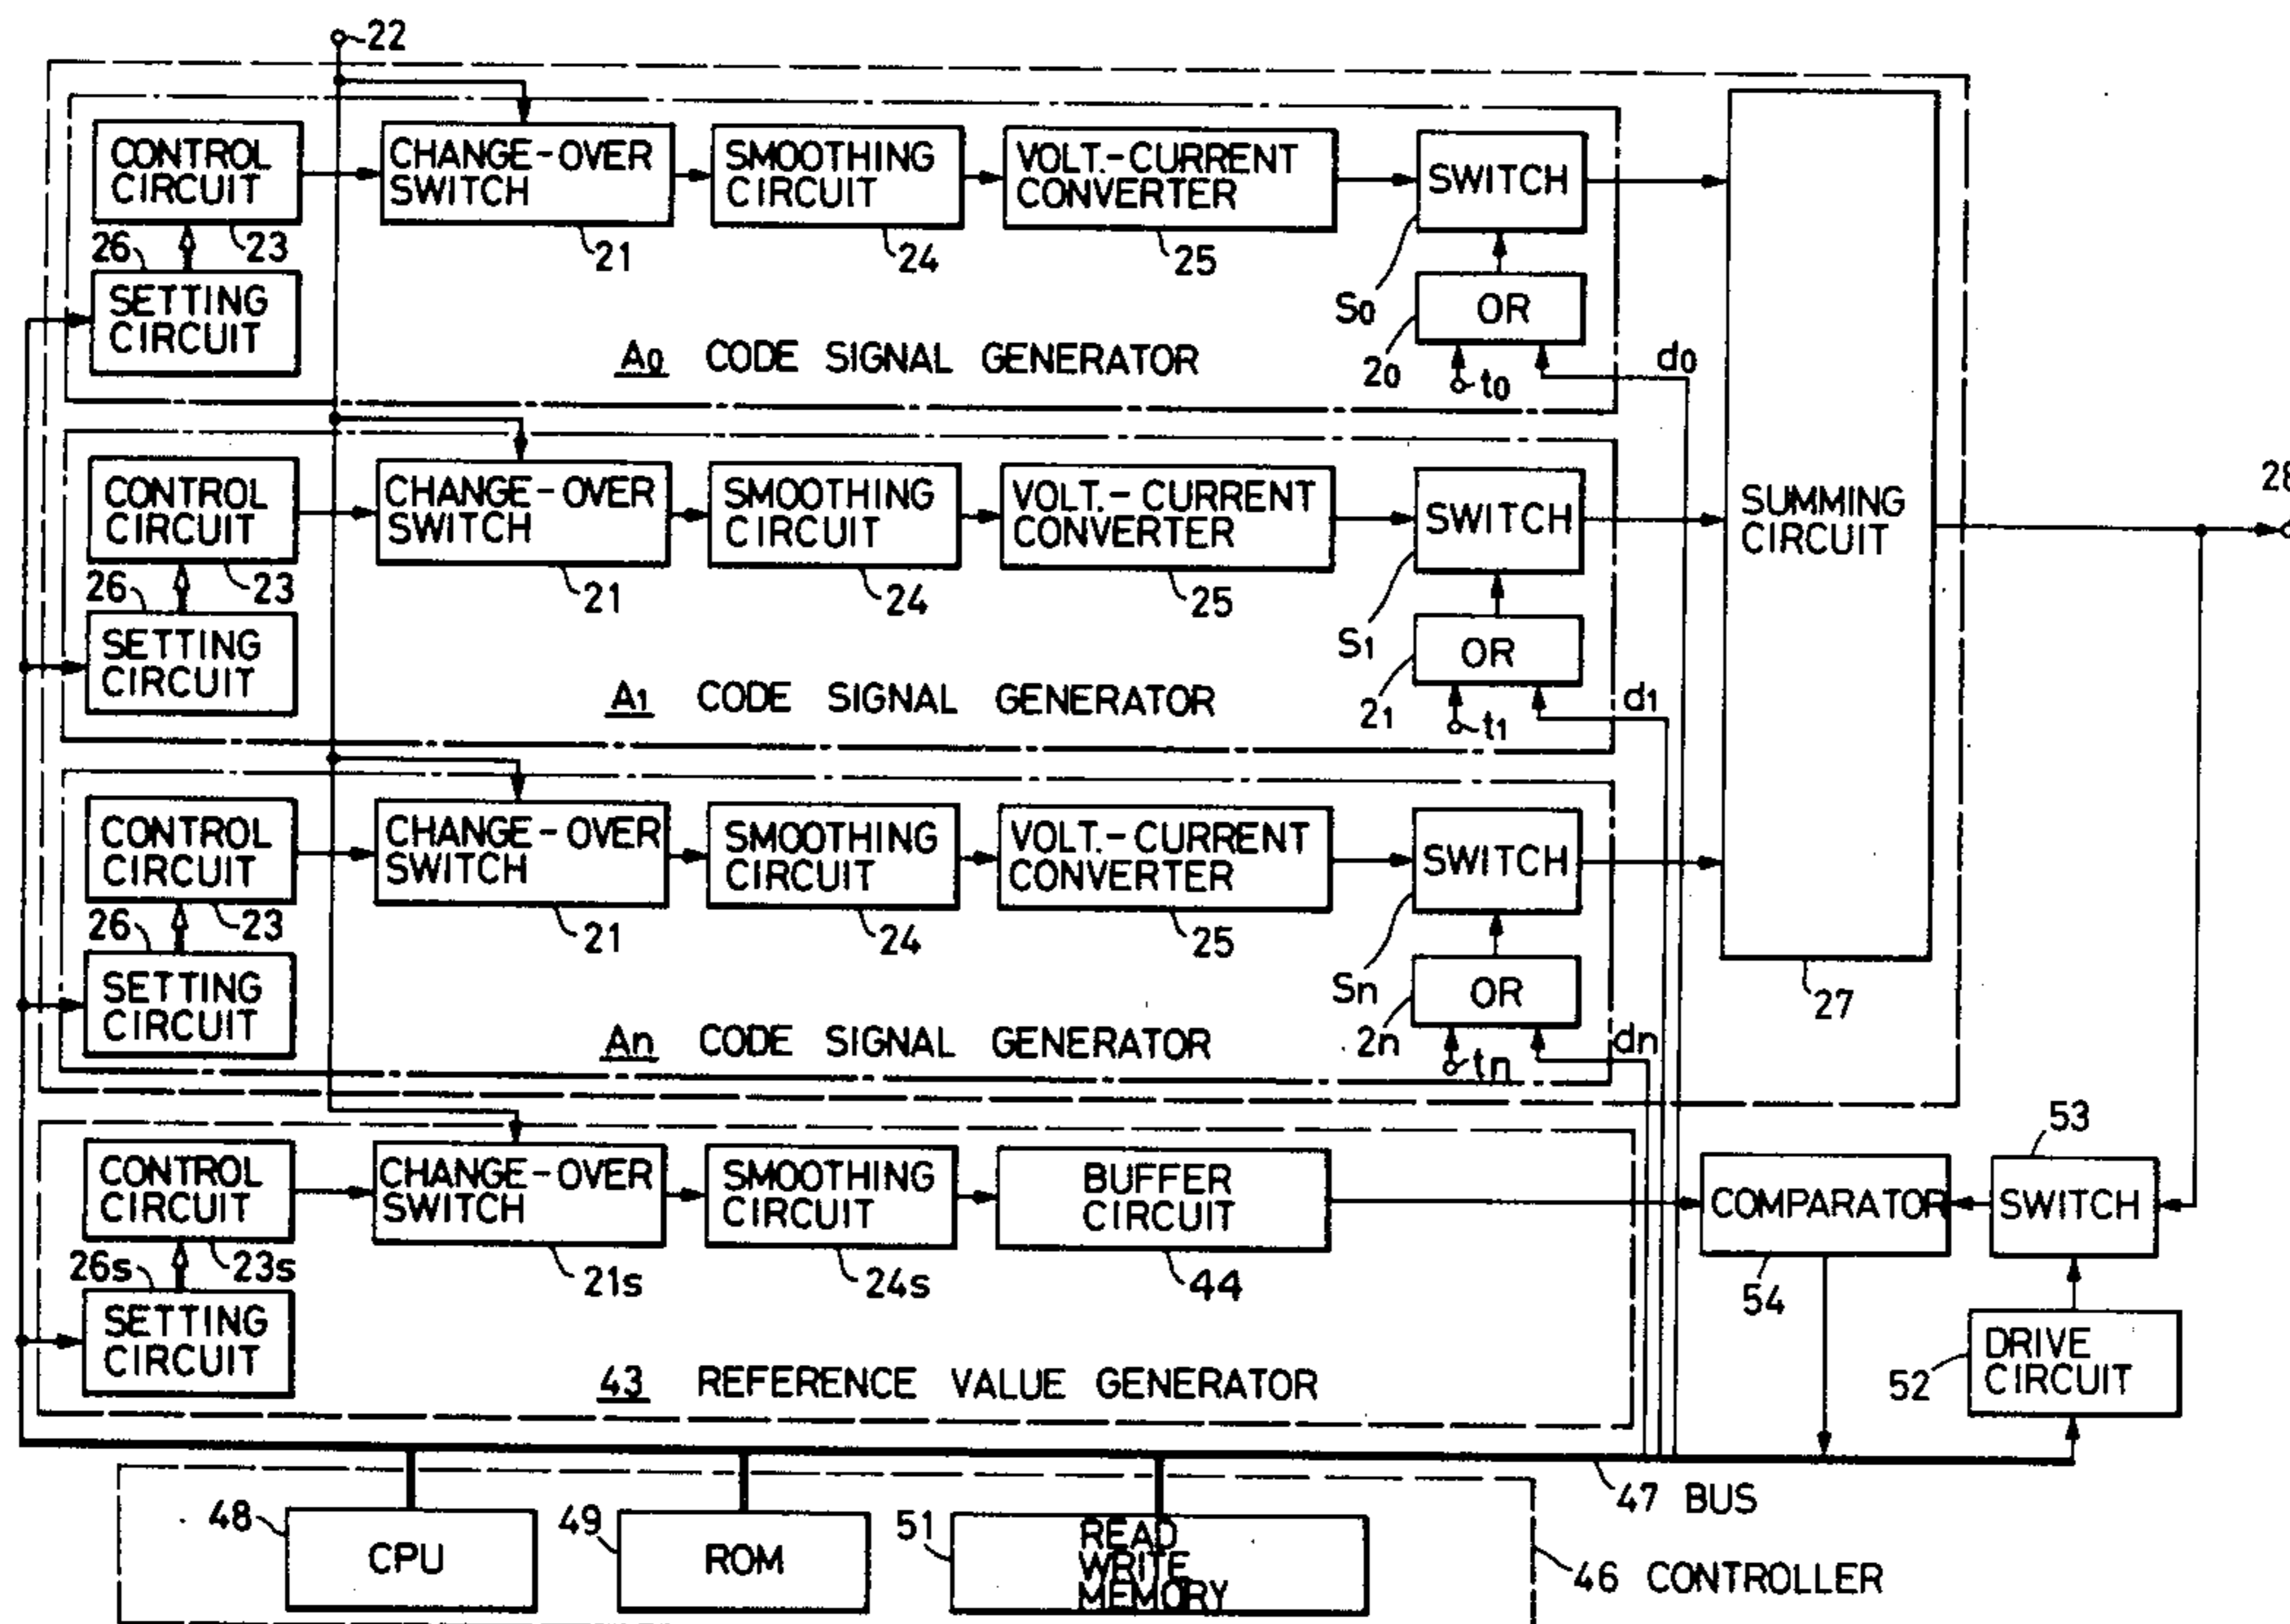 22
CONTROL
CIRCUIT
CHANGE-OVER
SWITCH
SMOOTHING
CIRCUIT
VOLT.-CURRENT
CONVERTER
SWITCH
26
23
21
24
25
SETTING
CIRCUIT
S0
OR
A0 CODE SIGNAL GENERATOR
20
t0
d0
CONTROL
CIRCUIT
CHANGE-OVER
SWITCH
SMOOTHING
CIRCUIT
VOLT.-CURRENT
CONVERTER
SWITCH
SUMMING
CIRCUIT
28
26
23
21
24
25
SETTING
CIRCUIT
S1
OR
A1 CODE SIGNAL GENERATOR
21
t1
d1
CONTROL
CIRCUIT
CHANGE-OVER
SWITCH
SMOOTHING
CIRCUIT
VOLT.-CURRENT
CONVERTER
SWITCH
26
23
21
24
25
SETTING
CIRCUIT
Sn
OR
27
An CODE SIGNAL GENERATOR
2n
tn
dn
CONTROL
CIRCUIT
CHANGE-OVER
SWITCH
SMOOTHING
CIRCUIT
BUFFER
CIRCUIT
COMPARATOR
53
SWITCH
26s
23s
21s
24s
44
54
SETTING
CIRCUIT
52
DRIVE
CIRCUIT
43 REFERENCE VALUE GENERATOR
47 BUS
48
CPU
49
ROM
51
READ
WRITE
MEMORY
46 CONTROLLER